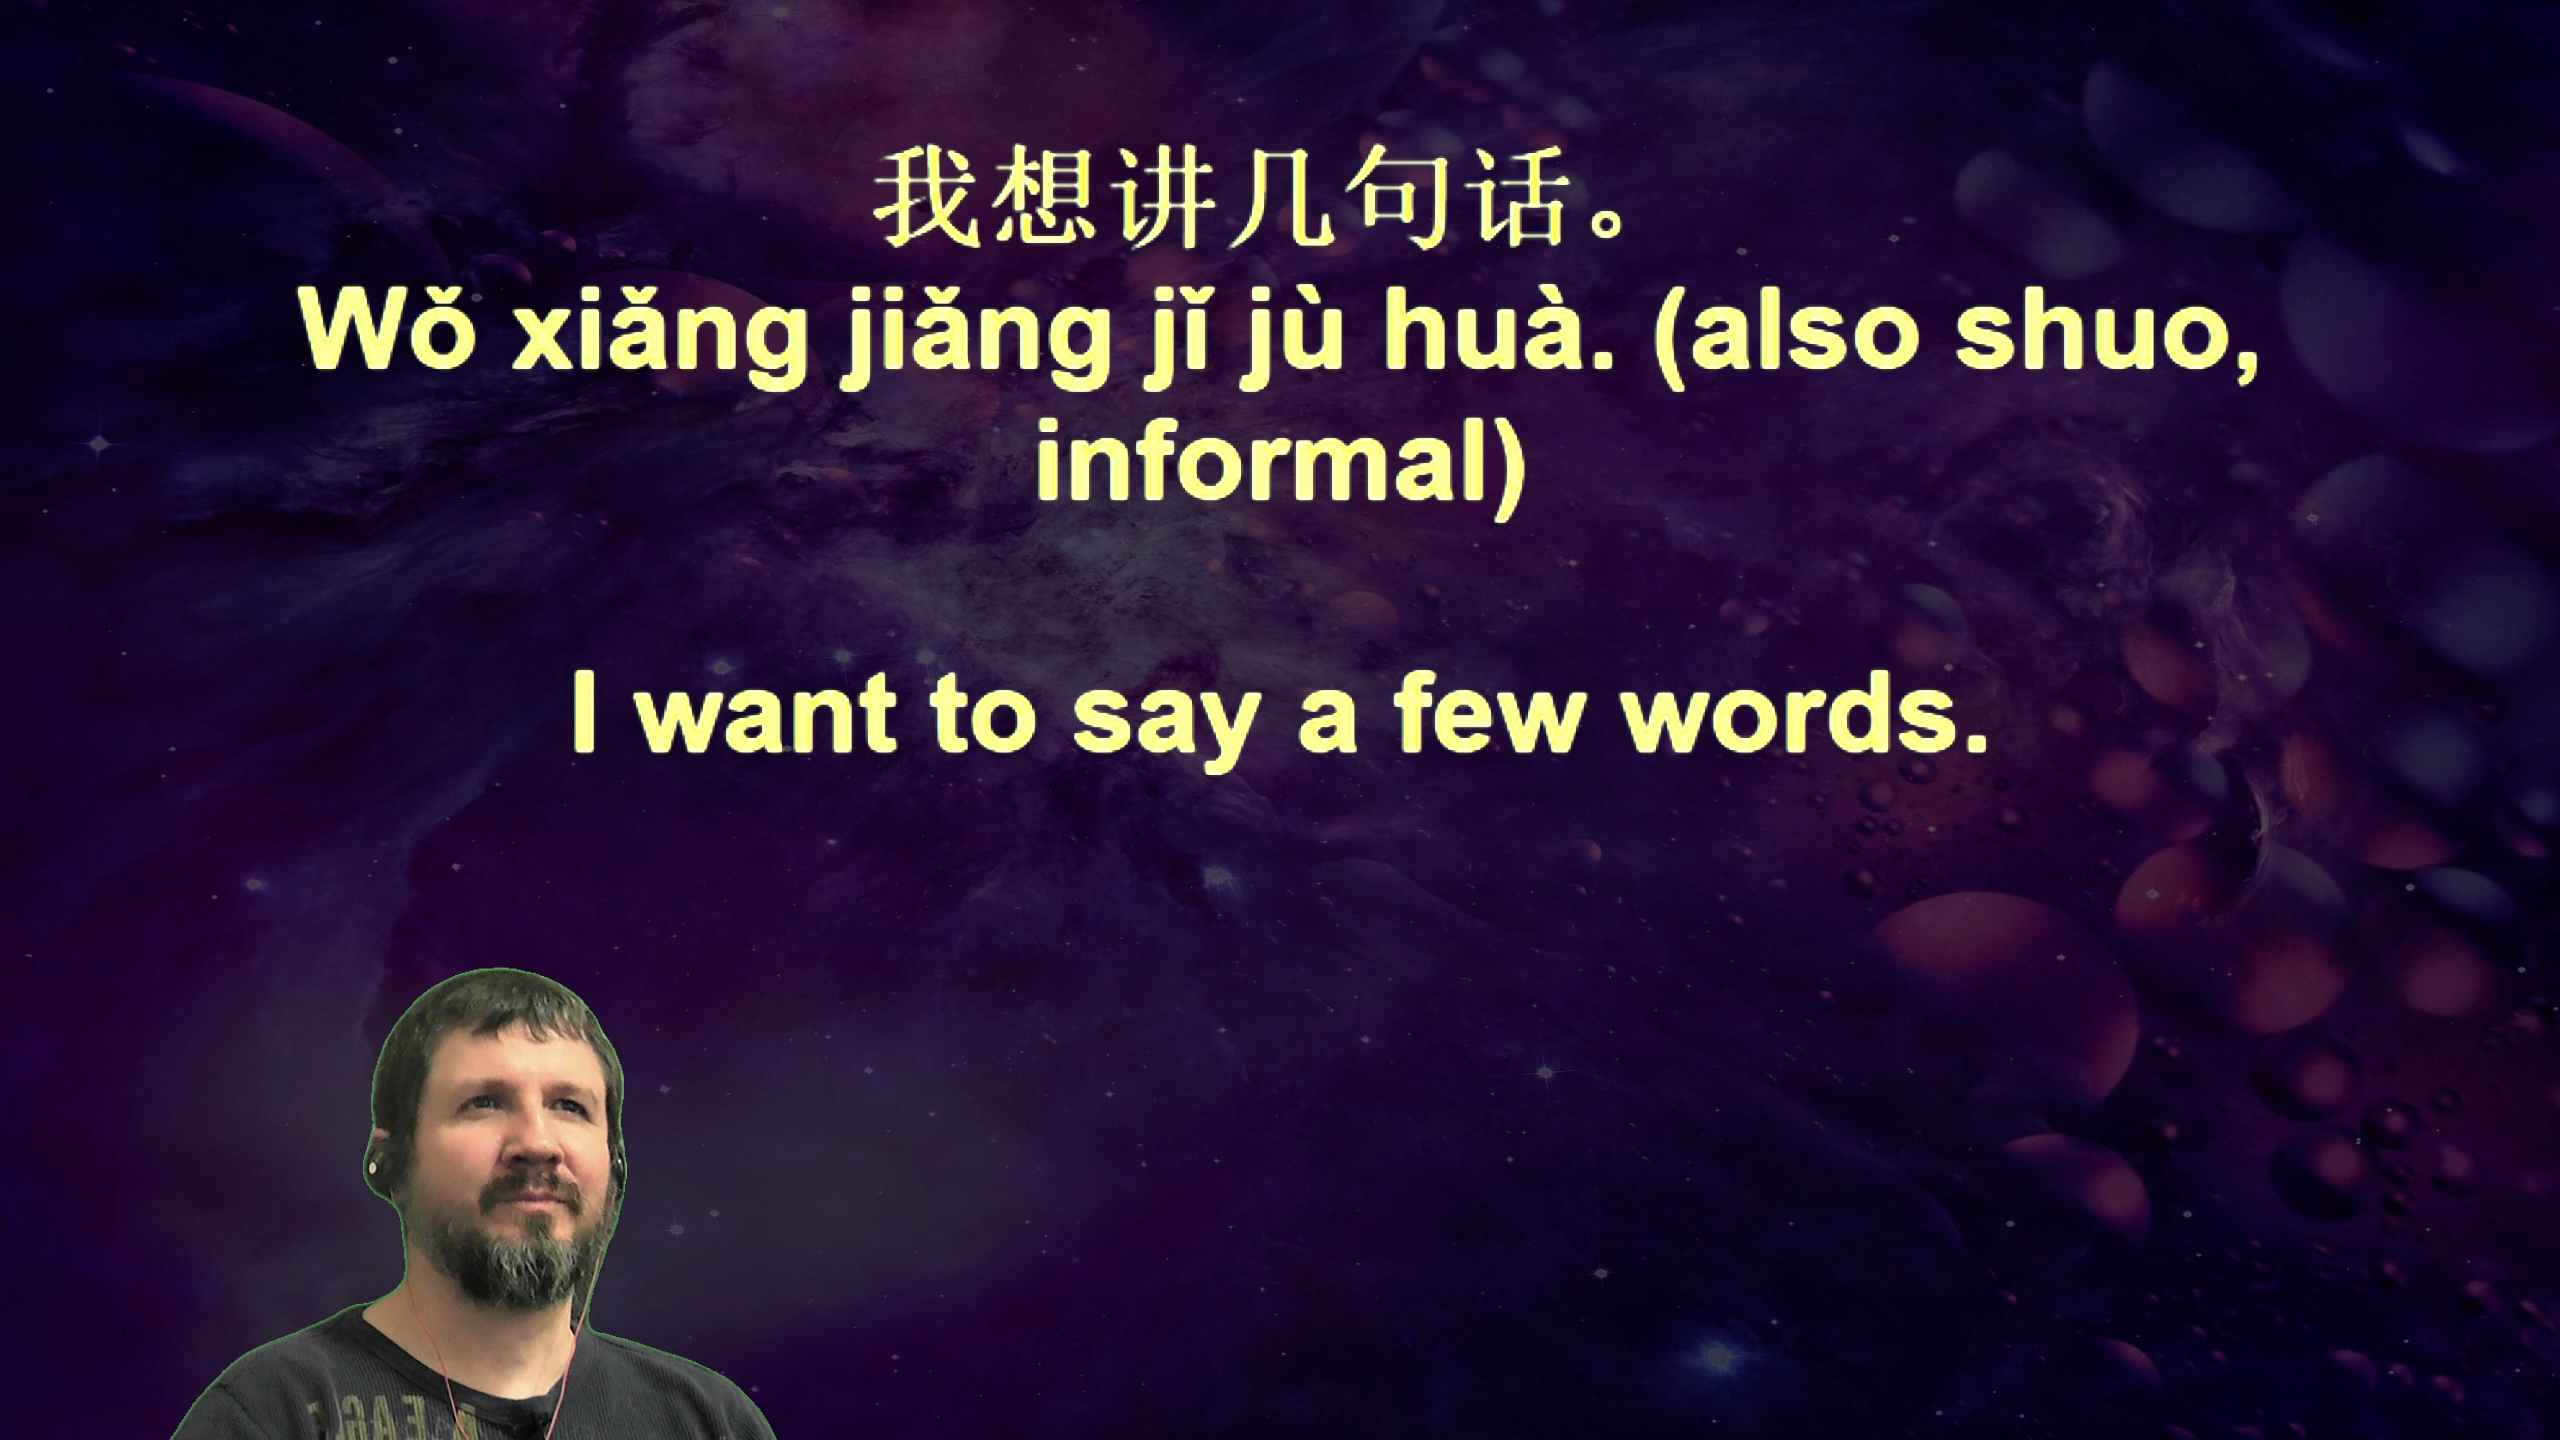 我想讲几句话。
Wǒ xiǎng jiǎng jǐ jù huà. (also shuo,
informal)
I want to say a few words.